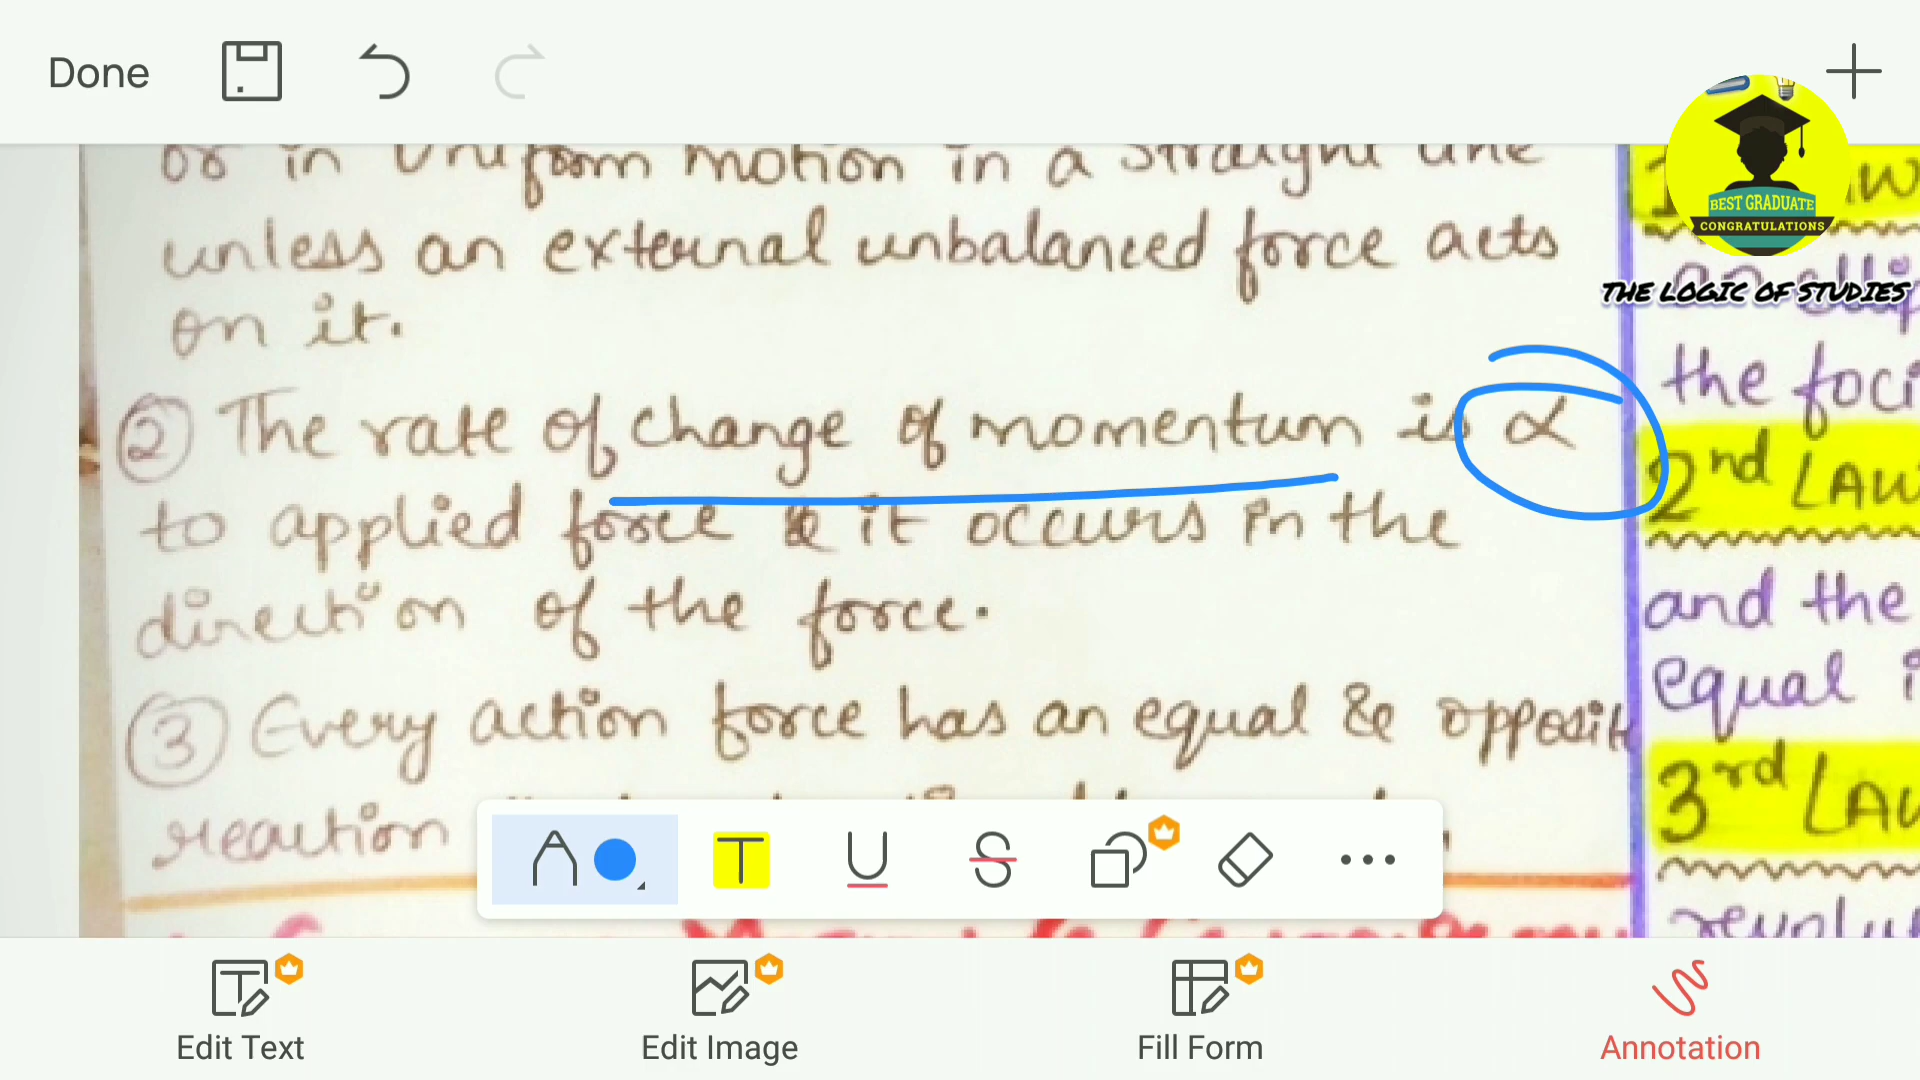 Done
or in Uniform motion in a straight line
unless an external unbalanced force acts
on it.
② The rate of change of momentum is ∝
to applied force & it occurs in the
direction of the force.
③ Every action force has an equal & opposit
reaction
BEST GRADUATE
CONGRATULATIONS
THE LOGIC OF STUDIES
the foci
2nd LAW
and the
equal i
3rd LAW
revolu
T
U
S
Edit Text
Edit Image
Fill Form
Annotation